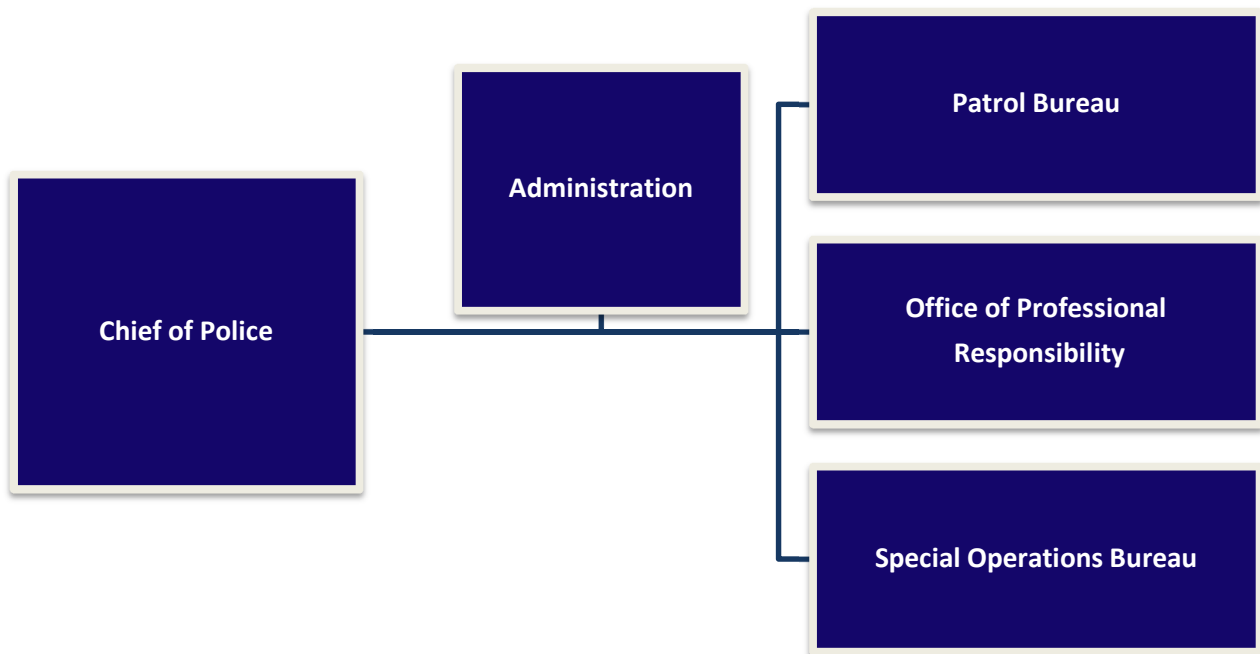 Chief of Police
Administration
Patrol Bureau
Office of Professional
Responsibility
Special Operations Bureau